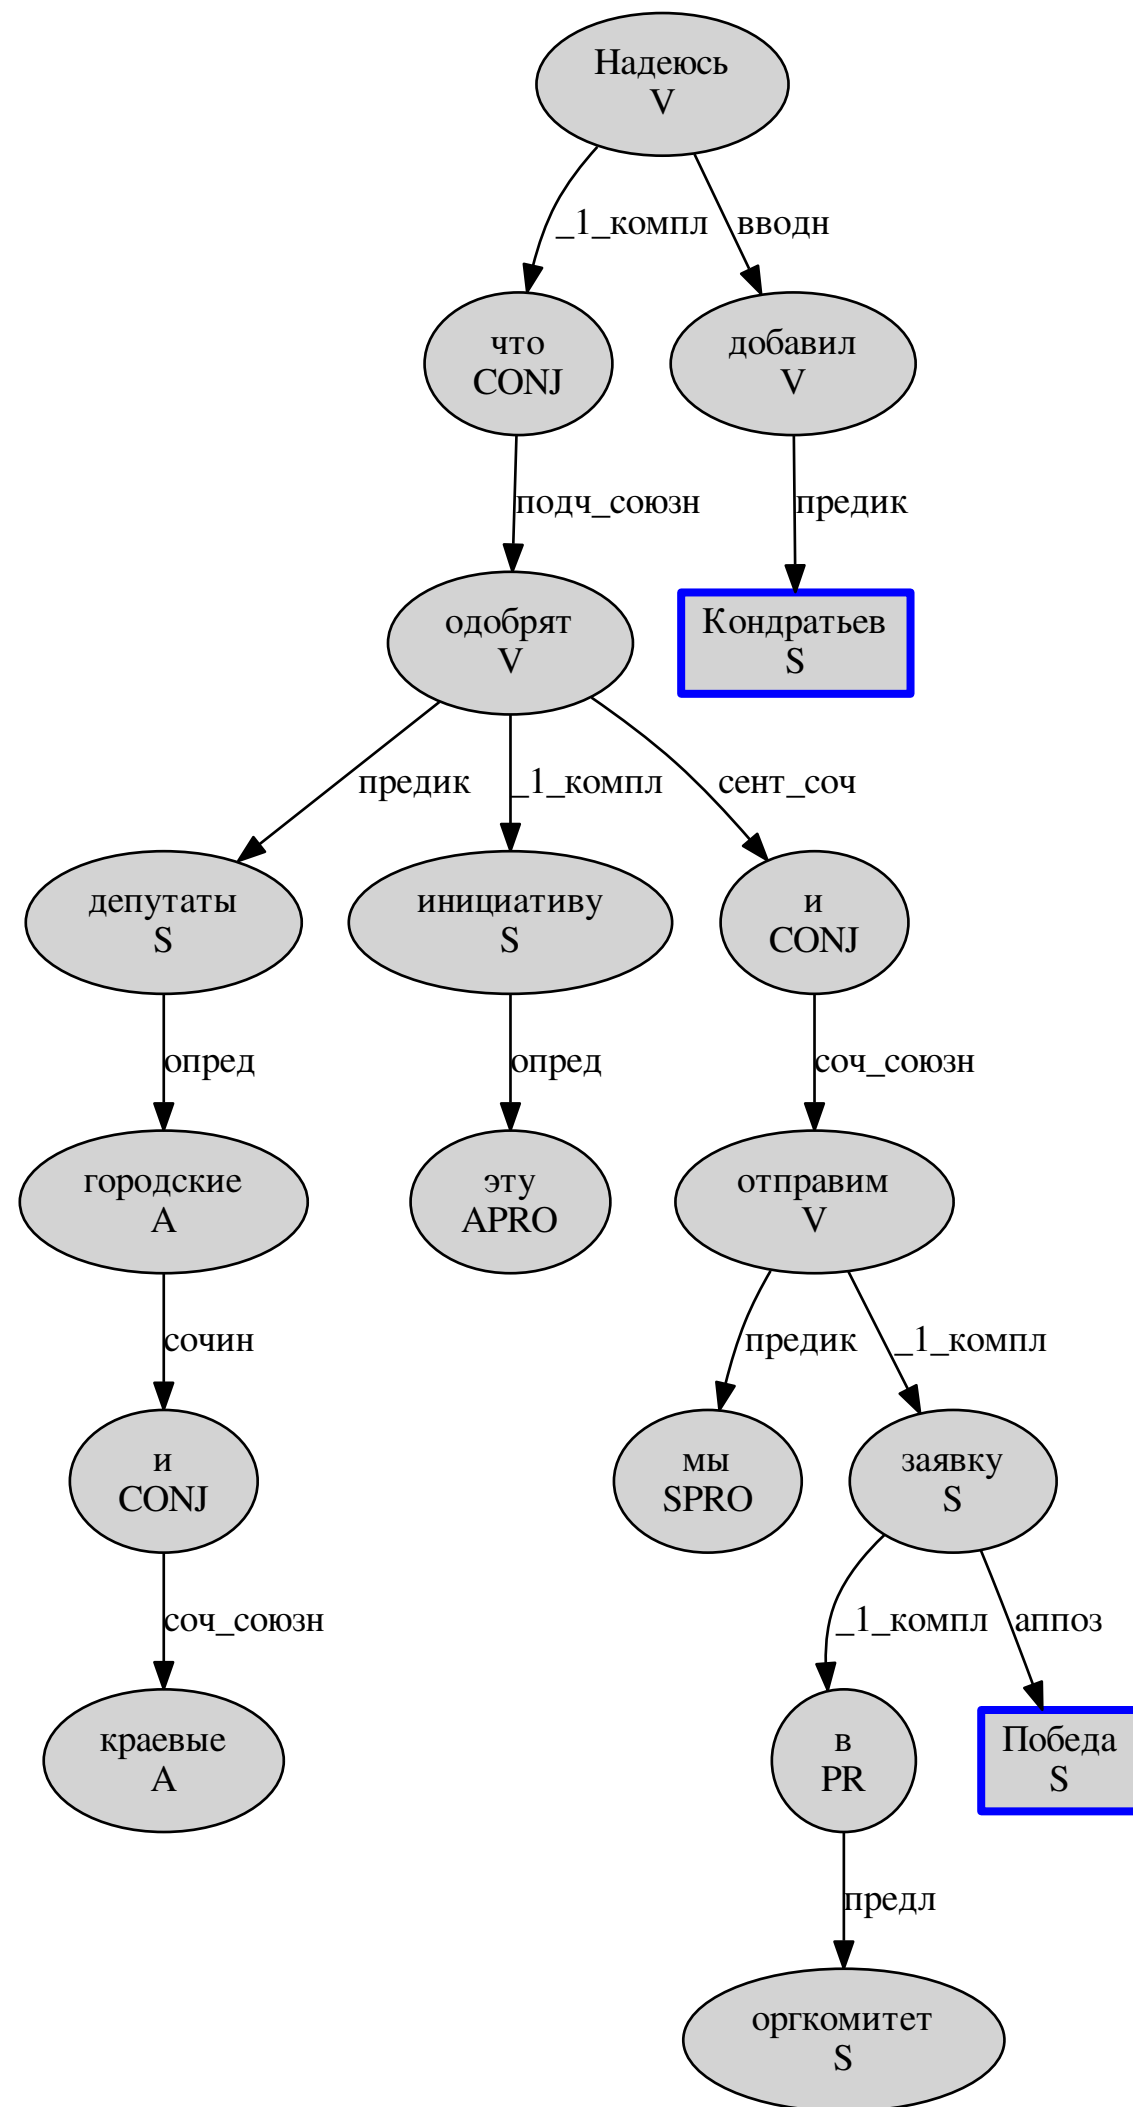 Надеюсь
V
_1_компл
вводн
что
CONJ
добавил
V
подч_союзн
предик
одобрят
V
Кондратьев
S
предик
_1_компл
сент_соч
депутаты
S
инициативу
S
и
CONJ
опред
опред
соч_союзн
городские
A
эту
APRO
отправим
V
сочин
предик
_1_компл
и
CONJ
мы
SPRO
заявку
S
соч_союзн
_1_компл
аппоз
краевые
A
в
PR
Победа
S
предл
оргкомитет
S